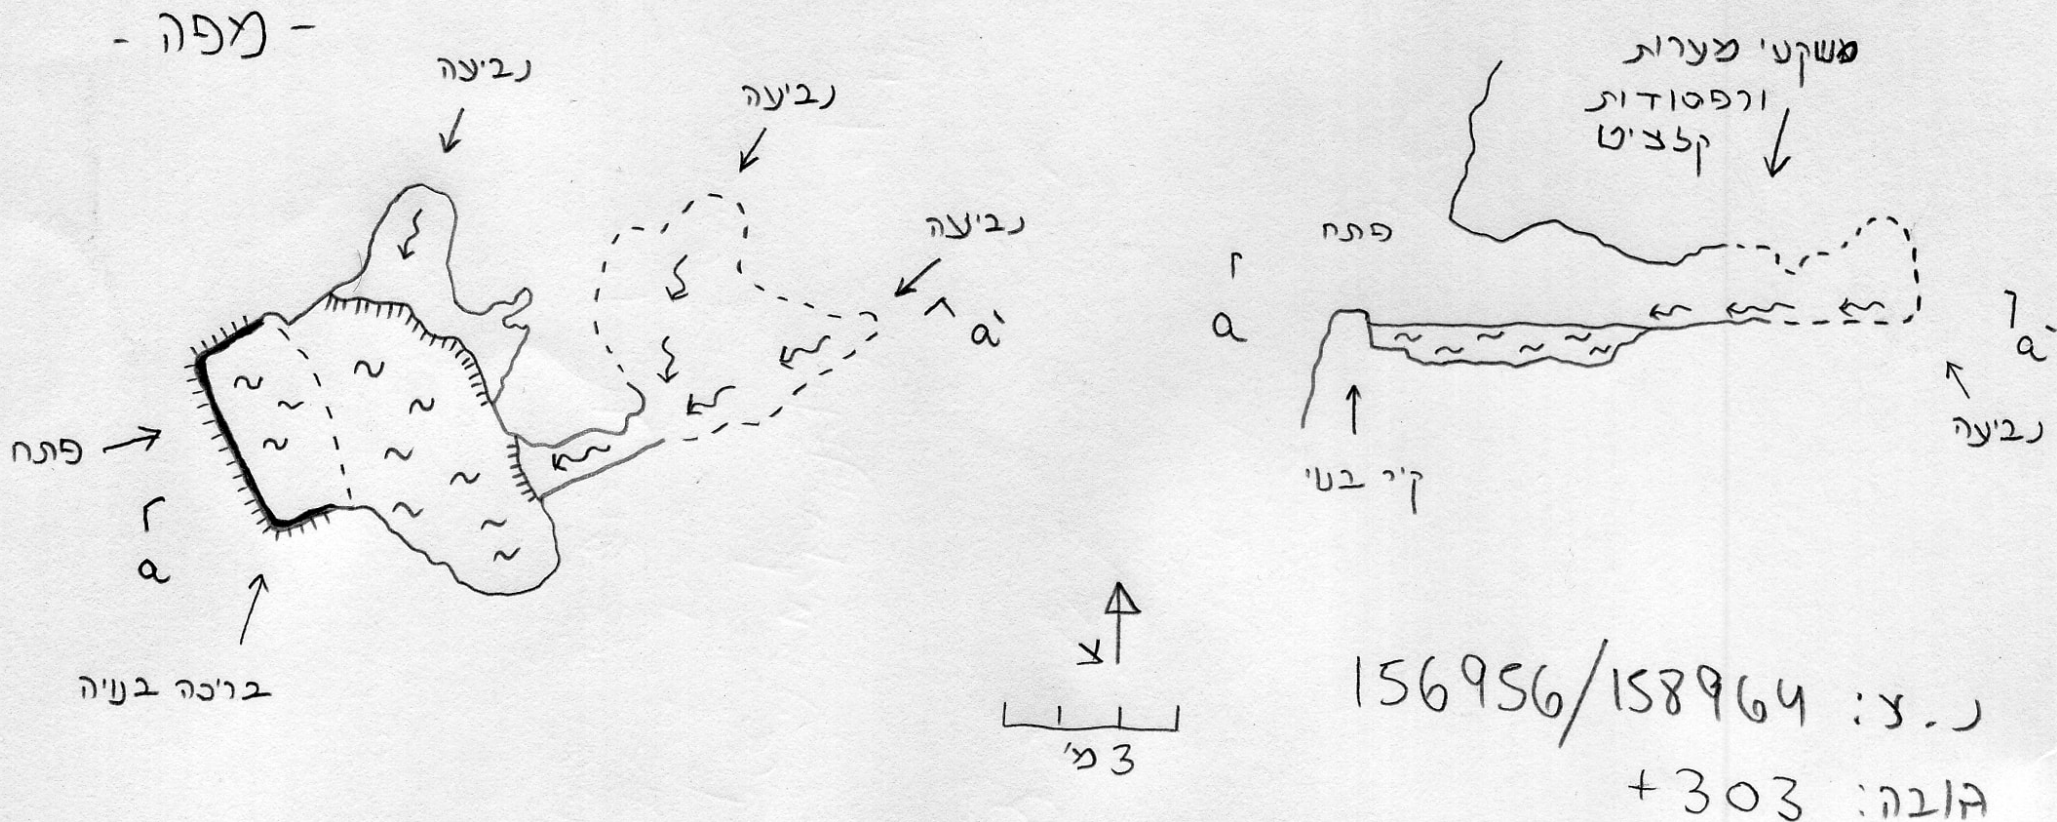 - מפה -
נביעה
נביעה
נביעה
a'
פתח
a
בריכה בנויה
צ
3 מ'
משקעי מערות
ורפסודות
קלציט
פתח
a
a'
נביעה
קיר בנוי
נ.צ: 156956/158964
גובה: 303+